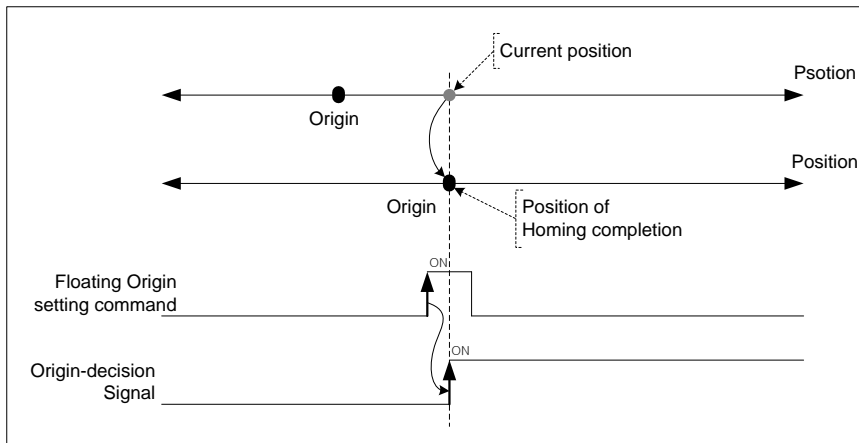 Current position
Psotion
Origin
Position
Origin
Position of
Homing completion
ON
Floating Origin
setting command
ON
Origin-decision
Signal